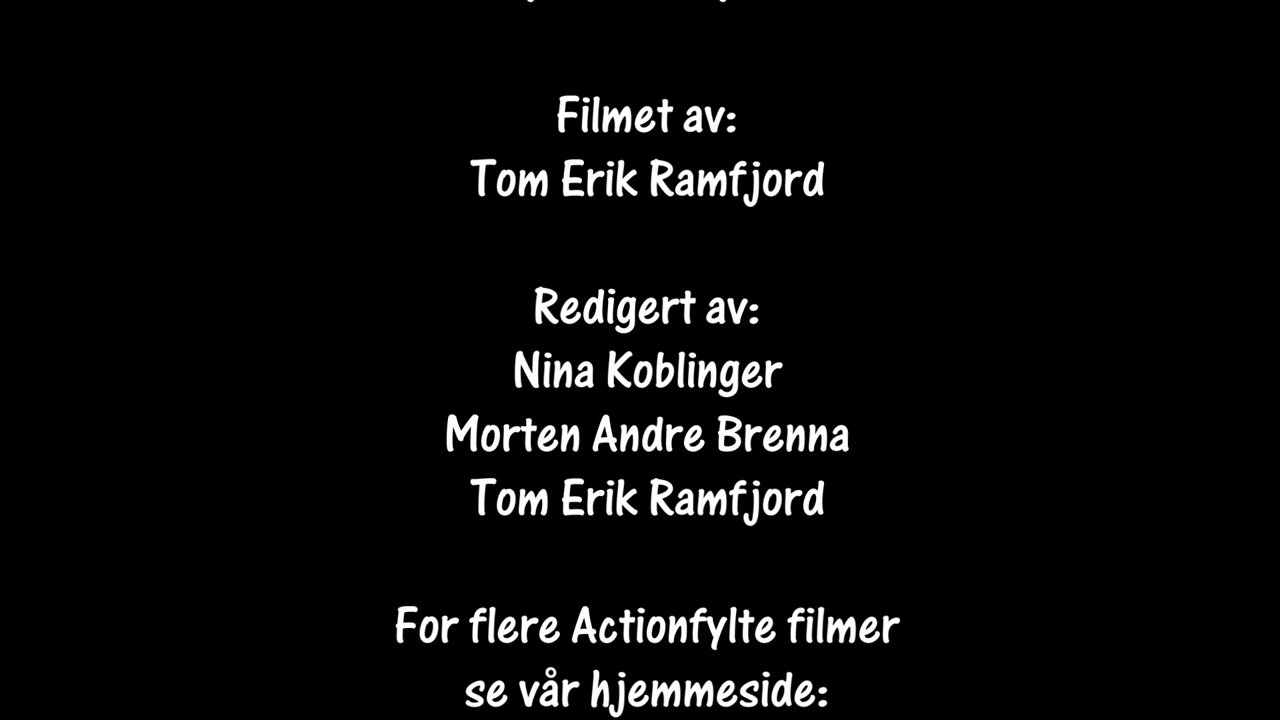 Filmet av:
Tom Erik Ramfjord
Redigert av:
Nina Koblinger
Morten Andre Brenna
Tom Erik Ramfjord
For flere Actionfylte filmer
se vår hjemmeside: